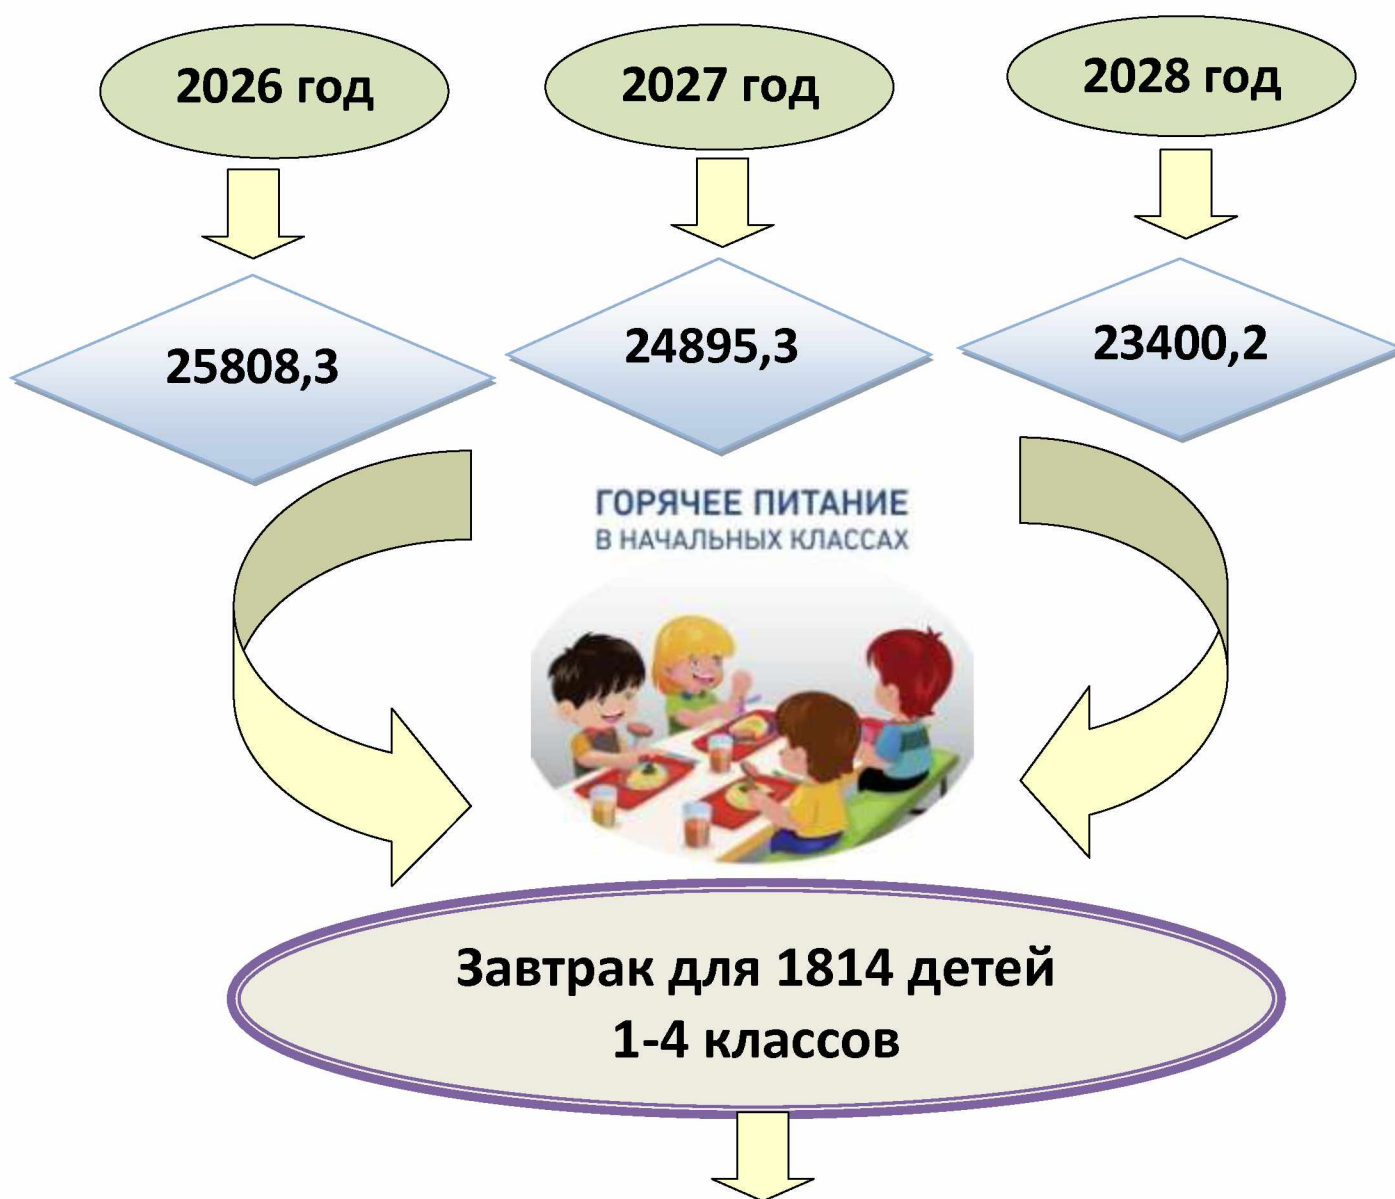 2026 год
2027 год
2028 год
25808,3
24895,3
23400,2
ГОРЯЧЕЕ ПИТАНИЕ
В НАЧАЛЬНЫХ КЛАССАХ
Завтрак для 1814 детей
1-4 классов